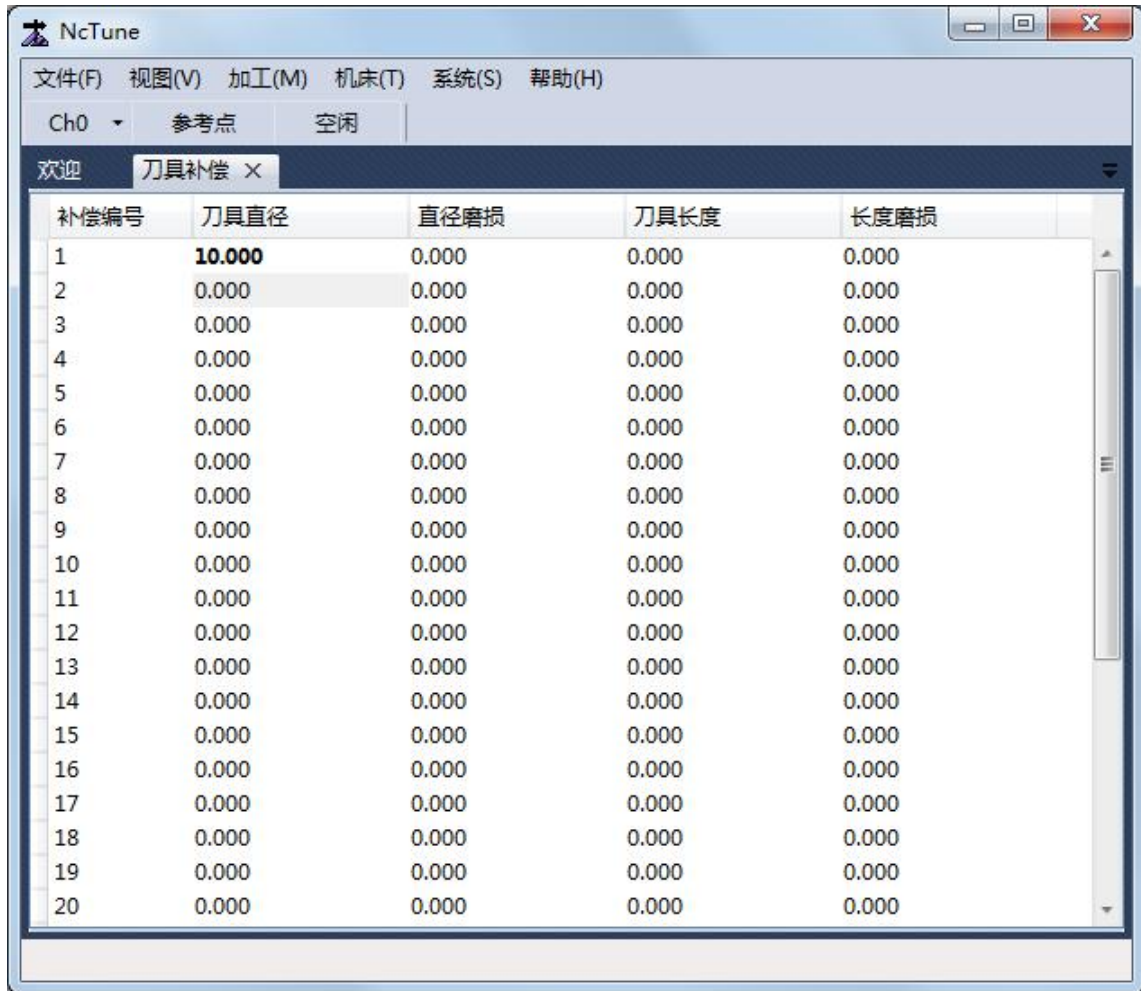 NcTune
文件(F) 视图(V) 加工(M) 机床(T) 系统(S) 帮助(H)
Ch0 参考点 空闲
欢迎 刀具补偿
补偿编号 刀具直径 直径磨损 刀具长度 长度磨损
1 10.000 0.000 0.000 0.000
2 0.000 0.000 0.000 0.000
3 0.000 0.000 0.000 0.000
4 0.000 0.000 0.000 0.000
5 0.000 0.000 0.000 0.000
6 0.000 0.000 0.000 0.000
7 0.000 0.000 0.000 0.000
8 0.000 0.000 0.000 0.000
9 0.000 0.000 0.000 0.000
10 0.000 0.000 0.000 0.000
11 0.000 0.000 0.000 0.000
12 0.000 0.000 0.000 0.000
13 0.000 0.000 0.000 0.000
14 0.000 0.000 0.000 0.000
15 0.000 0.000 0.000 0.000
16 0.000 0.000 0.000 0.000
17 0.000 0.000 0.000 0.000
18 0.000 0.000 0.000 0.000
19 0.000 0.000 0.000 0.000
20 0.000 0.000 0.000 0.000